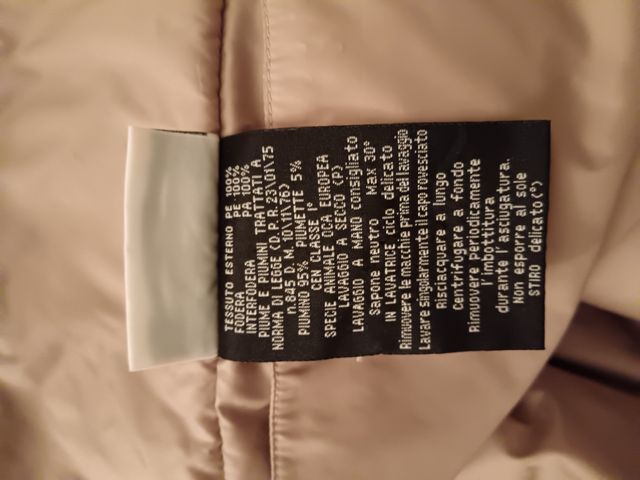 TESSUTO ESTERNO PE 100%
FODERA PE 100%
INTERFODERA PA 100%
PIUME E PIUMINI TRATTATI A
NORMA DI LEGGE (D.P.R. 23\01\75
n.845 D. M. 10\11\76)
PIUMINO 95% PIUMETTE 5%
CEN CLASSE 1°
SPECIE ANIMALE OCA EUROPEA
LAVAGGIO A SECCO (P)
LAVAGGIO A MANO consigliato
Sapone neutro Max 30°
IN LAVATRICE ciclo delicato
Rimuovere le macchie prima del lavaggio
Lavare singolarmente il capo rovesciato
Risciacquare a lungo
Centrifugare a fondo
Rimuovere periodicamente
l'imbottitura
durante l'asciugatura.
Non esporre al sole
STIRO delicato(°)